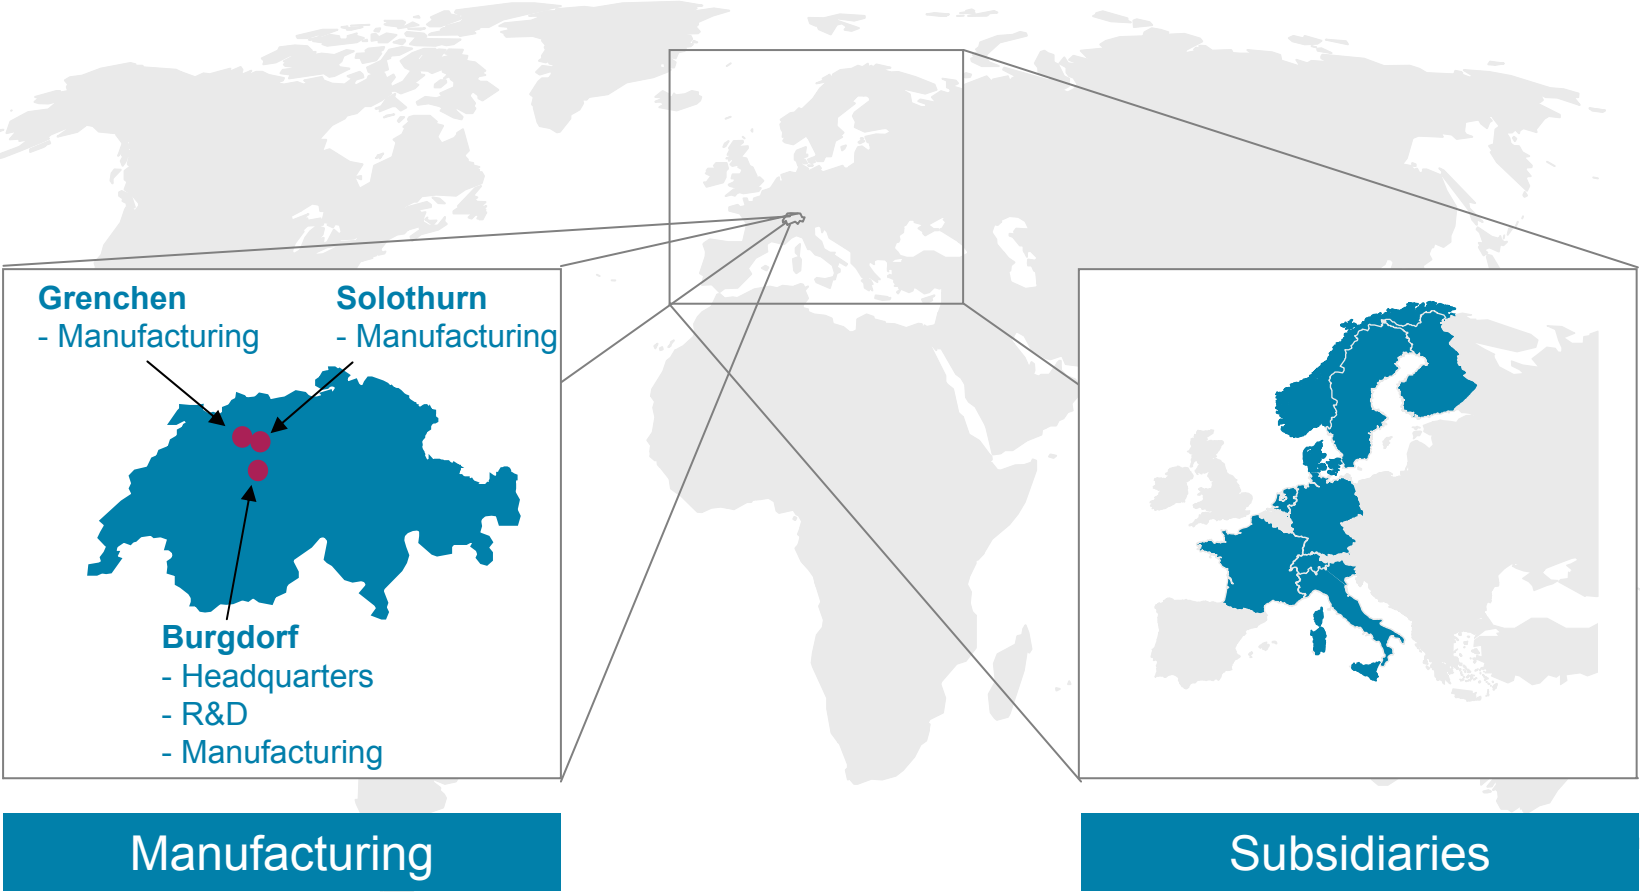 Grenchen
- Manufacturing
Solothurn
- Manufacturing
Burgdorf
- Headquarters
- R&D
- Manufacturing
Manufacturing
Subsidiaries